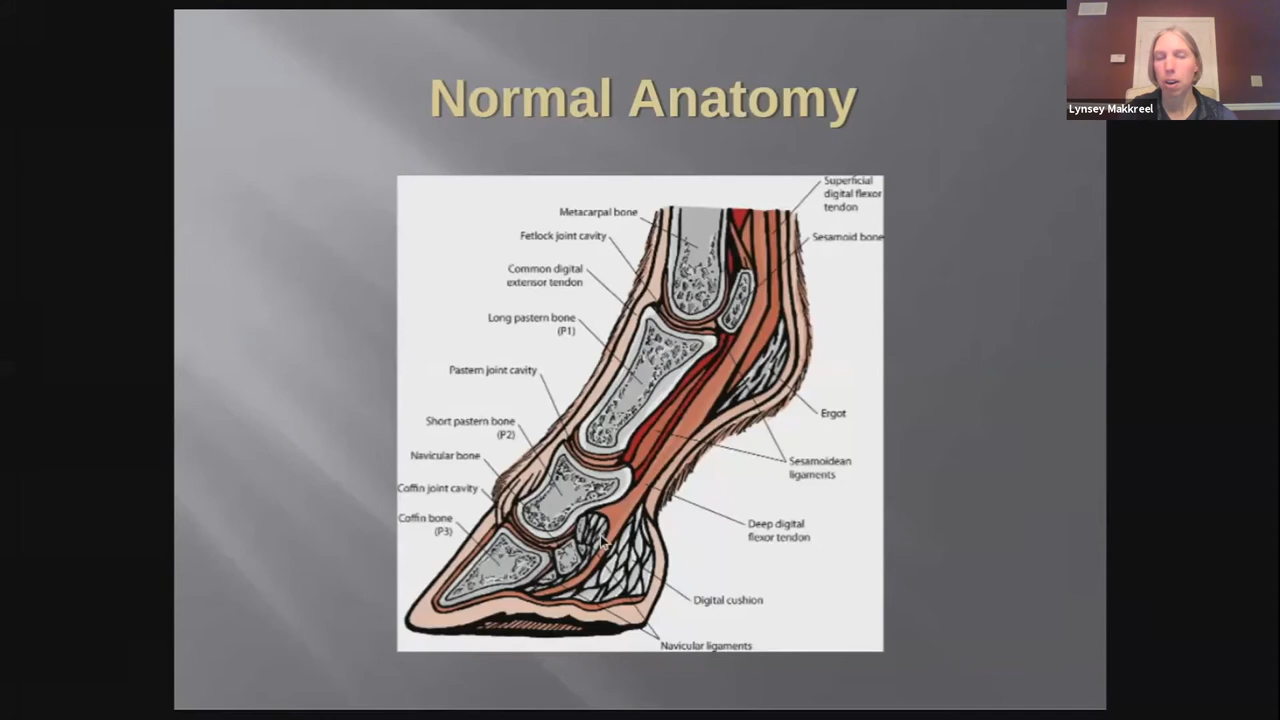 Normal Anatomy
Lynsey Makkreel
Superficial
digital flexor
tendon
Metacarpal bone
Fetlock joint cavity
Sesamoid bone
Common digital
extensor tendon
Long pastern bone
(P1)
Pastern joint cavity
Short pastern bone
(P2)
Ergot
Navicular bone
Sesamoidean
ligaments
Coffin joint cavity
Coffin bone
(P3)
Deep digital
flexor tendon
Digital cushion
Navicular ligaments